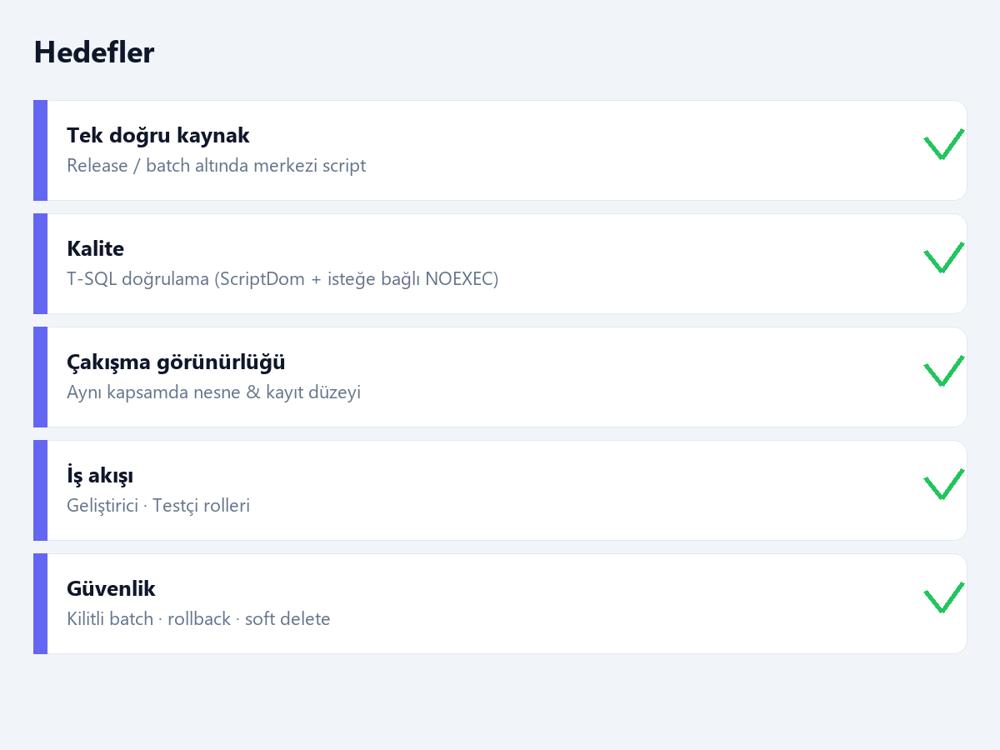 Hedefler
Tek doğru kaynak
Release / batch altında merkezi script
Kalite
T-SQL doğrulama (ScriptDom + isteğe bağlı NOEXEC)
Çakışma görünürlüğü
Aynı kapsamda nesne & kayıt düzeyi
İş akışı
Geliştirici · Testçi rolleri
Güvenlik
Kilitli batch · rollback · soft delete